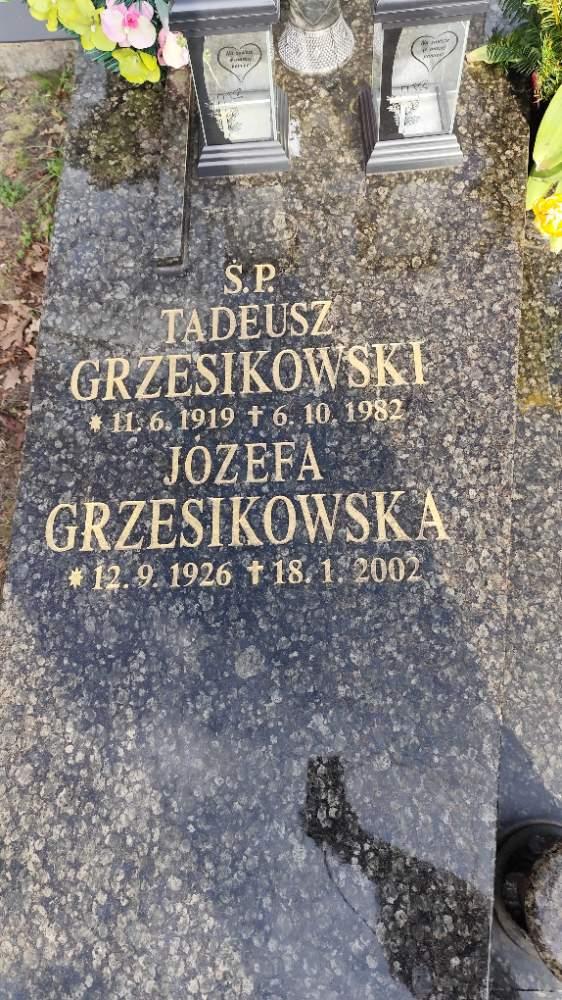 Ś.P.
TADEUSZ
GRZESIKOWSKI
* 11. 6. 1919 ✝ 6. 10. 1982
JÓZEFA
GRZESIKOWSKA
* 12. 9. 1926 ✝ 18. 1. 2002